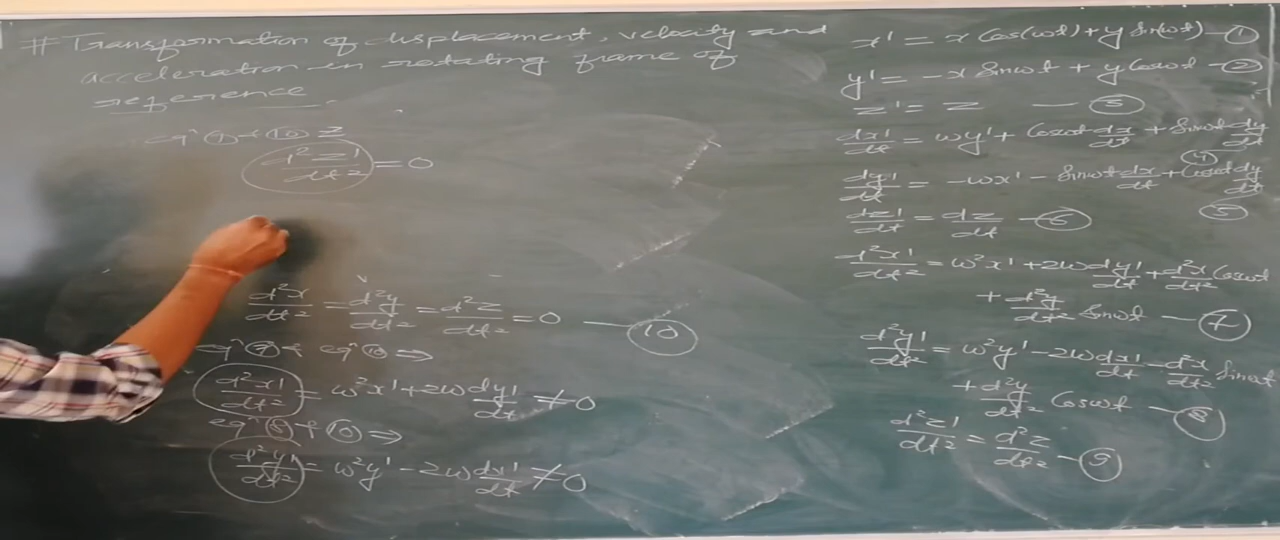 # Transformation of displacement, velocity and
acceleration in rotating frame of
reference
eqⁿ ⑨ & ⑩ ⇒
d²z'/dt² = 0
d²x/dt² = d²y/dt² = d²z/dt² = 0 — ⑩
eqⁿ ⑦ & eqⁿ ⑩ ⇒
d²x'/dt² = ω²x' + 2ω dy'/dt ≠ 0
eqⁿ ⑧ & ⑩ ⇒
d²y'/dt² = ω²y' - 2ω dx'/dt ≠ 0
x' = x Cos(ωt) + y Sin(ωt) — ①
y' = -x Sinωt + y Cosωt — ②
z' = z — ③
dx'/dt = ωy' + Cosωt dx/dt + Sinωt dy/dt
④
dy'/dt = -ωx' - Sinωt dx/dt + Cosωt dy/dt
⑤
dz'/dt = dz/dt — ⑥
d²x'/dt² = ω²x' + 2ω dy'/dt + d²x/dt² Cosωt
+ d²y/dt² Sinωt — ⑦
d²y'/dt² = ω²y' - 2ω dx'/dt - d²x/dt² Sinωt
+ d²y/dt² Cosωt — ⑧
d²z'/dt² = d²z/dt² — ⑨